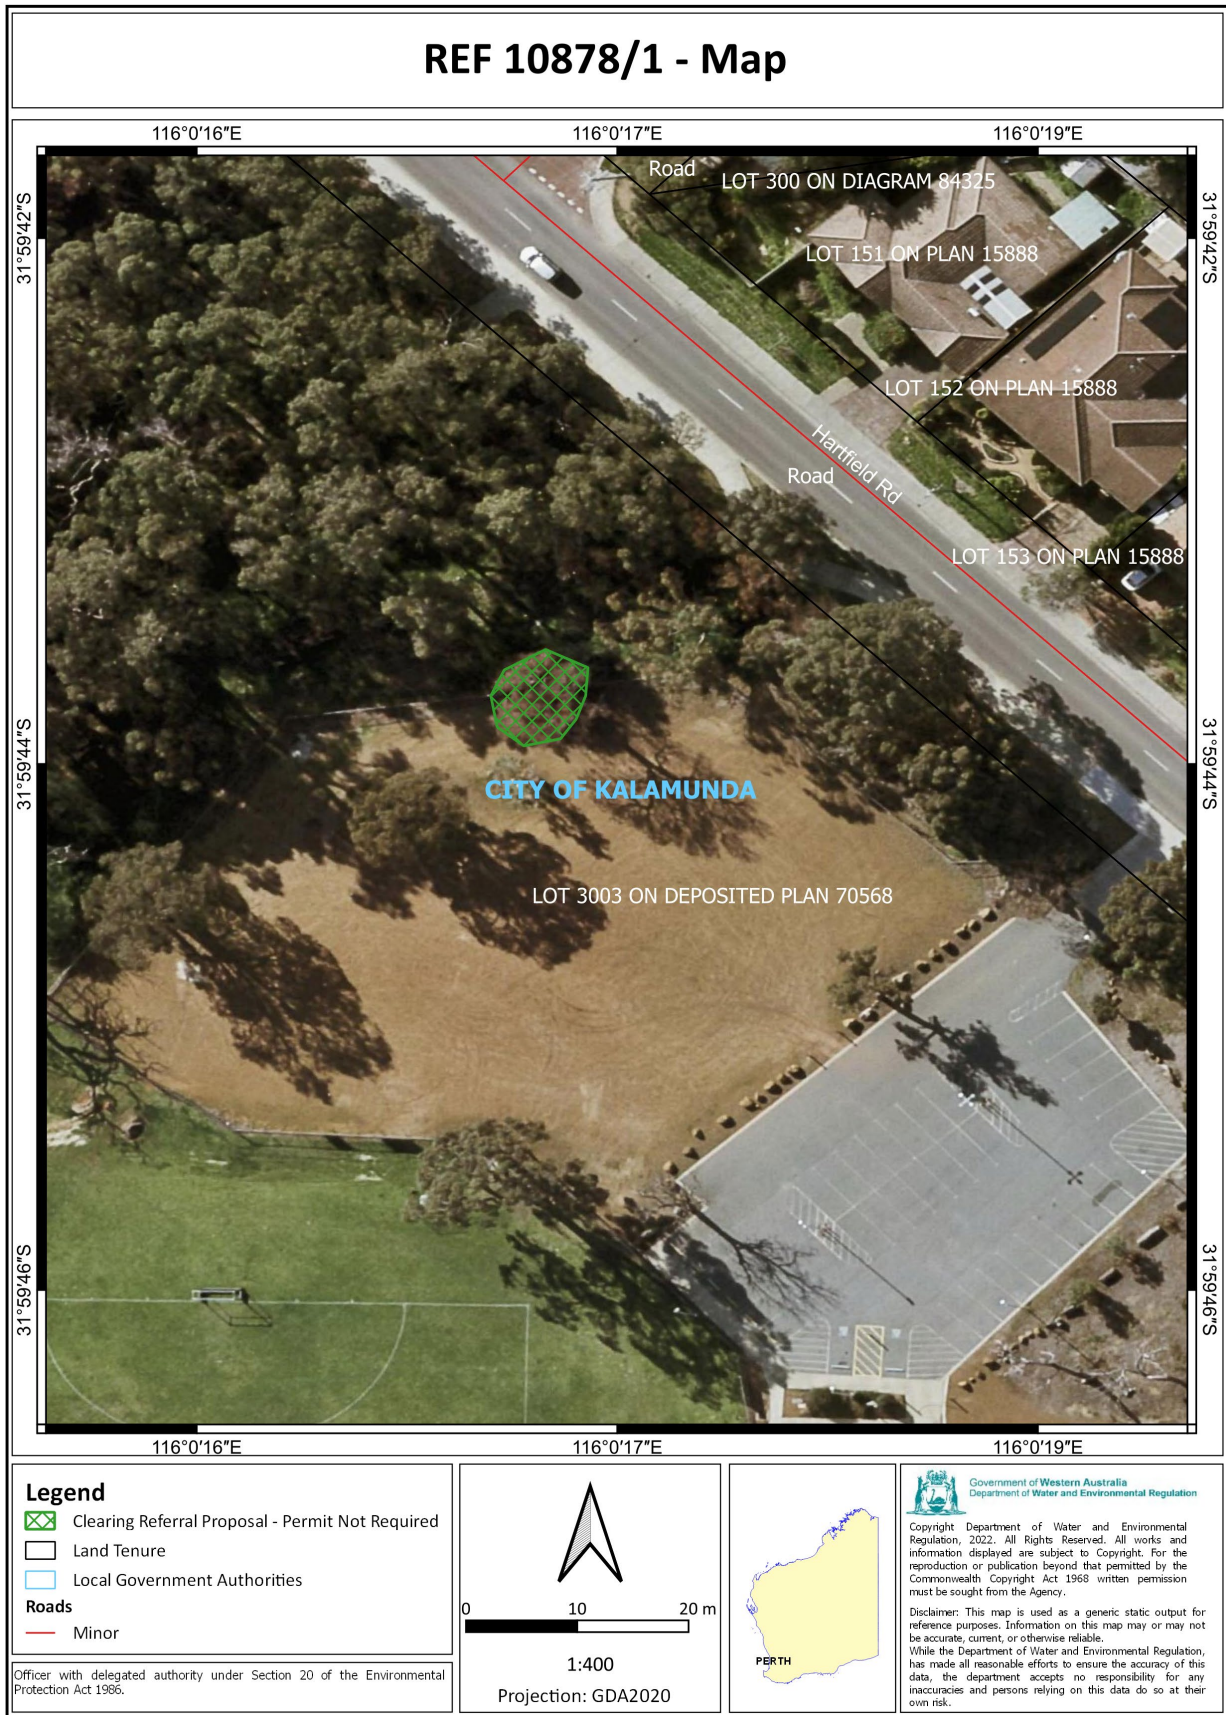 REF 10878/1 - Map
116°0'16"E
116°0'17"E
116°0'19"E
31°59'42"S
31°59'42"S
Road
LOT 300 ON DIAGRAM 84325
LOT 151 ON PLAN 15888
LOT 152 ON PLAN 15888
Hartfield Rd
Road
LOT 153 ON PLAN 15888
31°59'44"S
31°59'44"S
CITY OF KALAMUNDA
LOT 3003 ON DEPOSITED PLAN 70568
31°59'46"S
31°59'46"S
116°0'16"E
116°0'17"E
116°0'19"E
Legend
Clearing Referral Proposal - Permit Not Required
Land Tenure
Local Government Authorities
Roads
Minor
Officer with delegated authority under Section 20 of the Environmental
Protection Act 1986.
0 10 20 m
1:400
Projection: GDA2020
PERTH
Government of Western Australia
Department of Water and Environmental Regulation
Copyright Department of Water and Environmental
Regulation, 2022. All Rights Reserved. All works and
information displayed are subject to Copyright. For the
reproduction or publication beyond that permitted by the
Commonwealth Copyright Act 1968 written permission
must be sought from the Agency.
Disclaimer: This map is used as a generic static output for
reference purposes. Information on this map may or may not
be accurate, current, or otherwise reliable.
While the Department of Water and Environmental Regulation,
has made all reasonable efforts to ensure the accuracy of this
data, the department accepts no responsibility for any
inaccuracies and persons relying on this data do so at their
own risk.